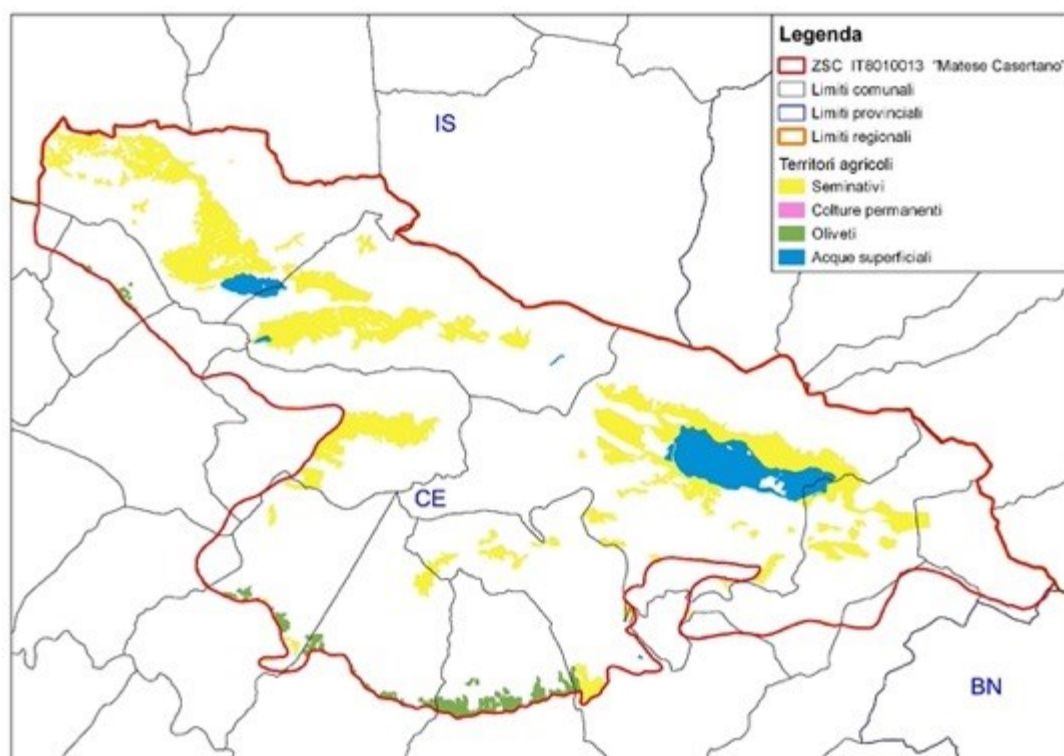 Legenda
ZSC IT8010013 "Matese Casertano"
Limiti comunali
Limiti provinciali
Limiti regionali
Territori agricoli
Seminativi
Colture permanenti
Oliveti
Acque superficiali
IS
CE
BN